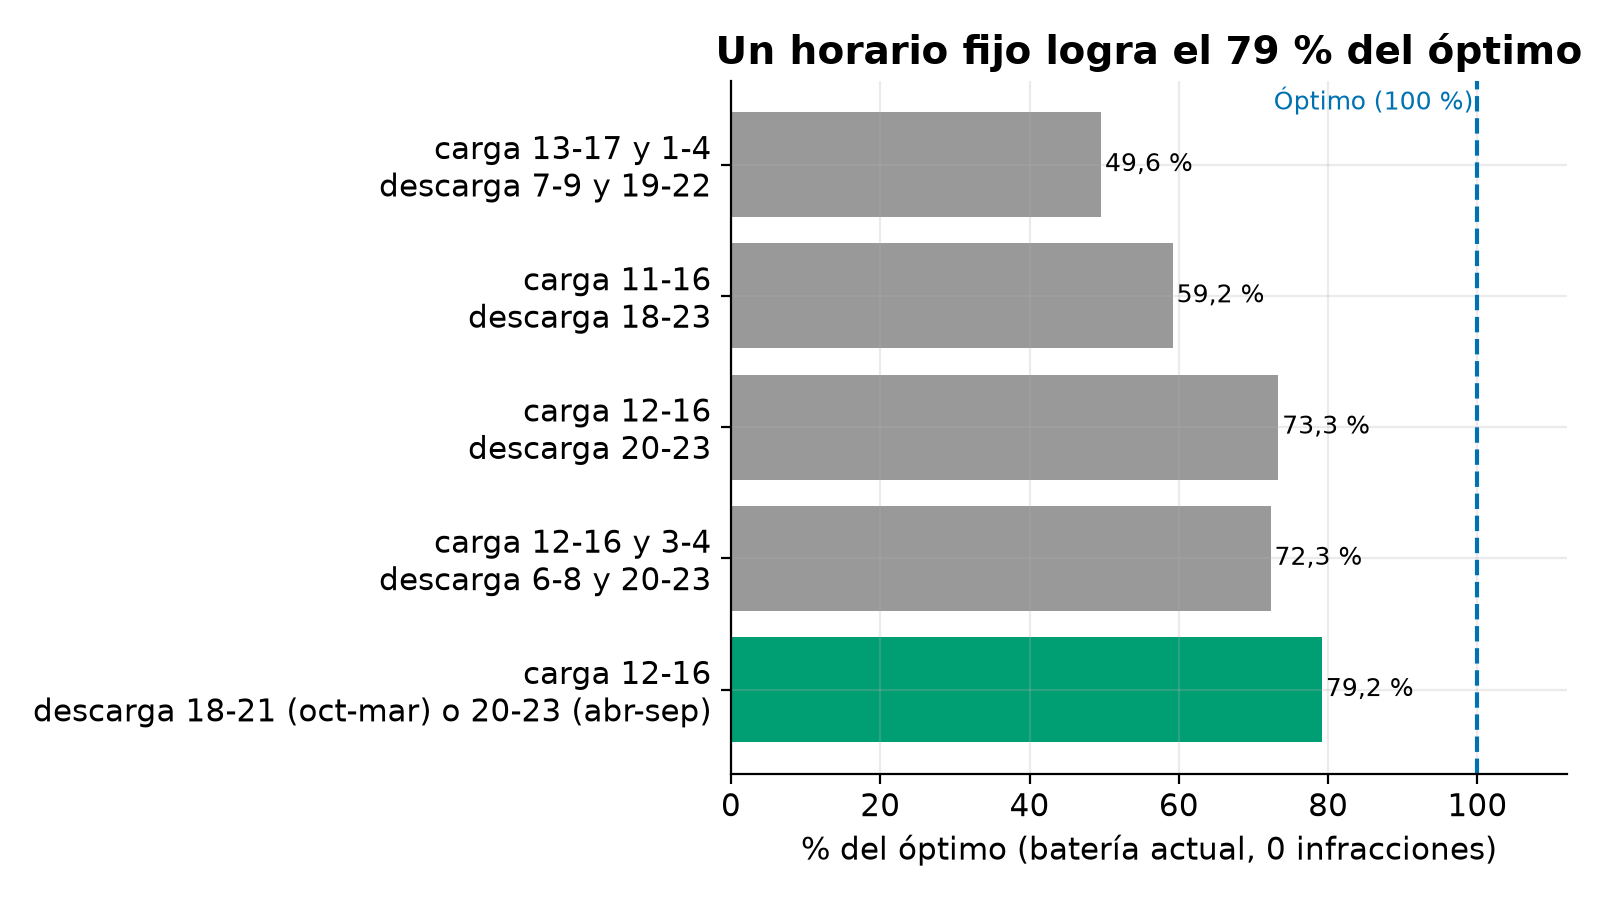 Un horario fijo logra el 79 % del óptimo
Óptimo (100 %)
carga 13-17 y 1-4
descarga 7-9 y 19-22
49,6 %
carga 11-16
descarga 18-23
59,2 %
carga 12-16
descarga 20-23
73,3 %
carga 12-16 y 3-4
descarga 6-8 y 20-23
72,3 %
carga 12-16
descarga 18-21 (oct-mar) o 20-23 (abr-sep)
79,2 %
0 20 40 60 80 100
% del óptimo (batería actual, 0 infracciones)